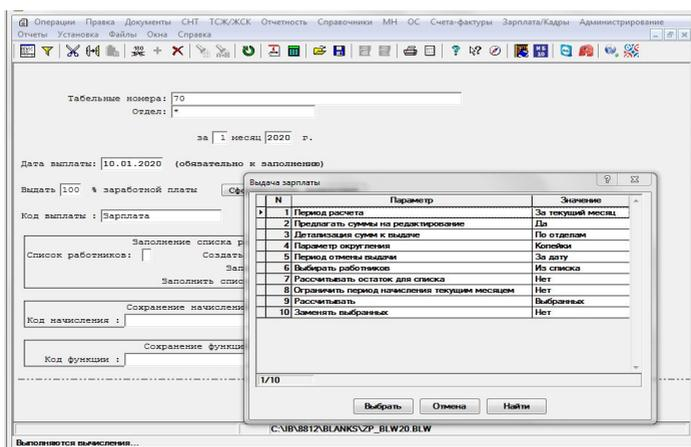 Операции Правка Документы СНТ ТСЖ/ЖСК Отчетность Справочники МН ОС Счета-фактуры Зарплата/Кадры Администрирование
Отчеты Установка Файлы Окна Справка
Табельные номера: 70
Отдел: *
за 1 месяц 2020 г.
Дата выплаты: 10.01.2020 (обязательно к заполнению)
Выдать 100 % заработной платы
Код выплаты : Зарплата
Заполнение списка
Список работников:
Создать
Заполнить
Сохранение начислени
Код начисления :
Сохранение функци
Код функции :
Выдача зарплаты
N Параметр Значение
1 Период расчета За текущий месяц
2 Предлагать суммы на редактирование Да
3 Детализация сумм к выдаче По отделам
4 Параметр округления Копейки
5 Период отмены выдачи За дату
6 Выбирать работников Из списка
7 Рассчитывать остаток для списка Нет
8 Ограничить период начисления текущим месяцем Нет
9 Рассчитывать Выбранных
10 Заменять выбранных Нет
1/10
Выбрать Отмена Найти
C:\IB\8812\BLANKS\ZP_BLW20.BLW
Выполняются вычисления...